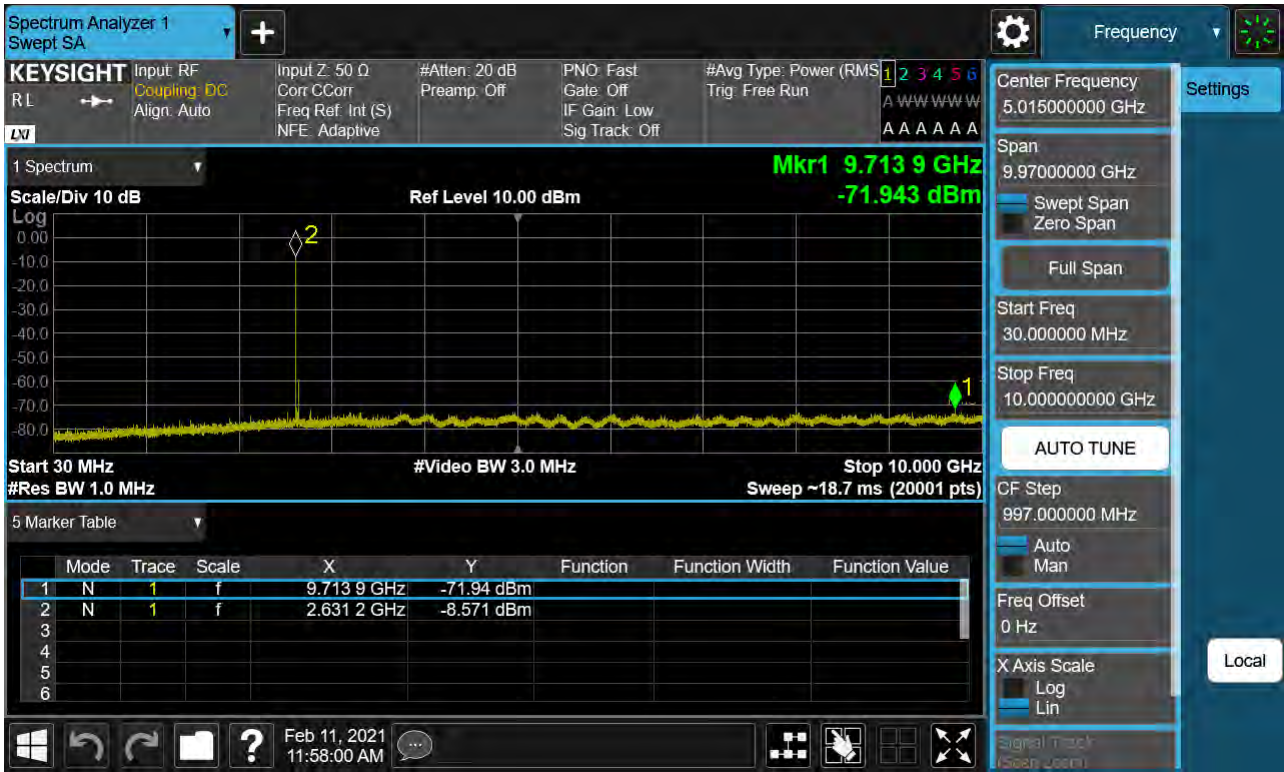 Spectrum Analyzer 1
Swept SA
+
Frequency
KEYSIGHT
RL
LXI
Input: RF
Coupling: DC
Align: Auto
Input Z: 50 Ω
Corr CCorr
Freq Ref: Int (S)
NFE: Adaptive
#Atten: 20 dB
Preamp: Off
PNO: Fast
Gate: Off
IF Gain: Low
Sig Track: Off
#Avg Type: Power (RMS
Trig: Free Run
1 2 3 4 5 6
A W W W W W
A A A A A A
1 Spectrum
Scale/Div 10 dB
Ref Level 10.00 dBm
Mkr1 9.713 9 GHz
-71.943 dBm
Log
0.00
-10.0
-20.0
-30.0
-40.0
-50.0
-60.0
-70.0
-80.0
2
1
Start 30 MHz
#Video BW 3.0 MHz
Stop 10.000 GHz
#Res BW 1.0 MHz
Sweep ~18.7 ms (20001 pts)
5 Marker Table
Mode Trace Scale X Y Function Function Width Function Value
1 N 1 f 9.713 9 GHz -71.94 dBm
2 N 1 f 2.631 2 GHz -8.571 dBm
3
4
5
6
Feb 11, 2021
11:58:00 AM
?
Center Frequency
5.015000000 GHz
Settings
Span
9.97000000 GHz
Swept Span
Zero Span
Full Span
Start Freq
30.000000 MHz
Stop Freq
10.000000000 GHz
AUTO TUNE
CF Step
997.000000 MHz
Auto
Man
Freq Offset
0 Hz
X Axis Scale
Log
Lin
Local
Signal Track
(Span Zoom)